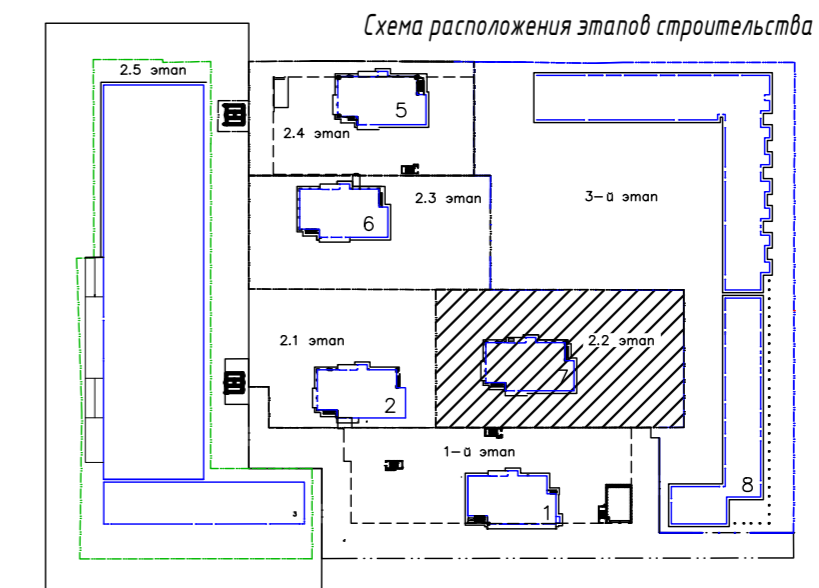 Схема расположения этапов строительства
2.5 этап
5
2.4 этап
2.3 этап
3-й этап
6
2.1 этап
2.2 этап
7
2
1-й этап
8
3
1